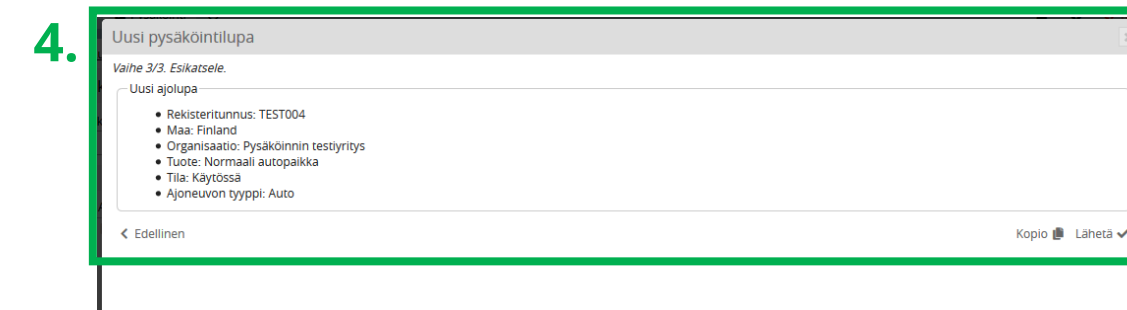 4.
Uusi pysäköintilupa
Vaihe 3/3. Esikatsele.
Uusi ajolupa
Rekisteritunnus: TEST004
Maa: Finland
Organisaatio: Pysäköinnin testiyritys
Tuote: Normaali autopaikka
Tila: Käytössä
Ajoneuvon tyyppi: Auto
Edellinen
Kopio Lähetä